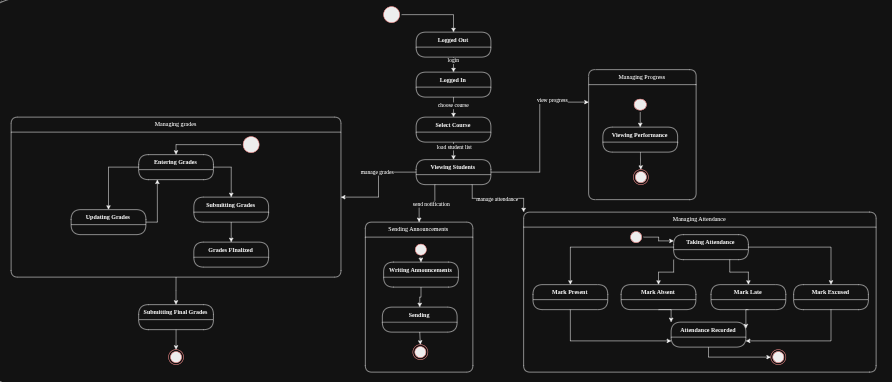 Logged Out
login
Logged In
choose course
Select Course
load student list
Viewing Students
manage grades
send notification
manage attendance
view progress
Managing Progress
Viewing Performance
Managing grades
Entering Grades
Updating Grades
Submitting Grades
Grades FInalized
Submitting Final Grades
Sending Announcements
Writing Announcements
Sending
Managing Attendance
Taking Attendance
Mark Present
Mark Absent
Mark Late
Mark Excused
Attendance Recorded